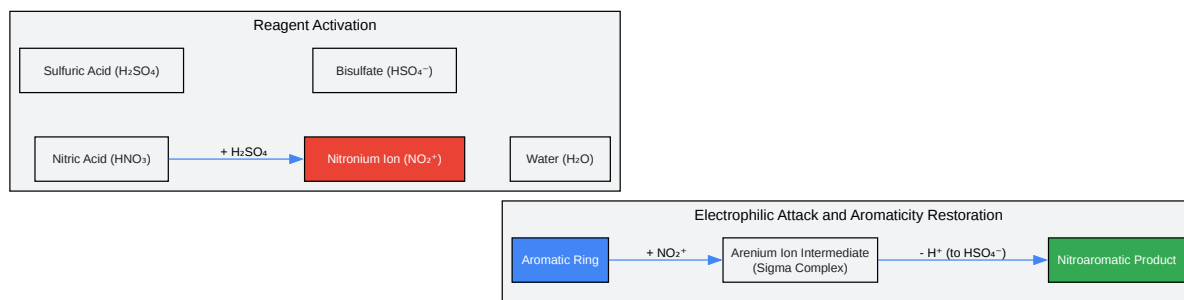 Reagent Activation
Sulfuric Acid (H₂SO₄)
Bisulfate (HSO₄⁻)
Nitric Acid (HNO₃)
+ H₂SO₄
Nitronium Ion (NO₂⁺)
Water (H₂O)
Electrophilic Attack and Aromaticity Restoration
Aromatic Ring
+ NO₂⁺
Arenium Ion Intermediate
(Sigma Complex)
- H⁺ (to HSO₄⁻)
Nitroaromatic Product